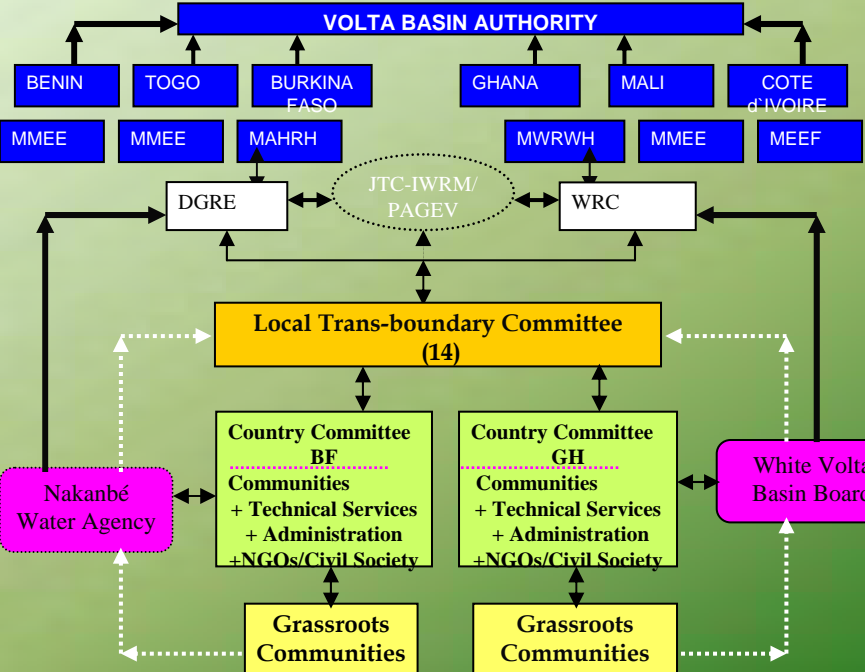 VOLTA BASIN AUTHORITY
BENIN
TOGO
BURKINA
FASO
GHANA
MALI
COTE
d`IVOIRE
MMEE
MMEE
MAHRH
MWRWH
MMEE
MEEF
DGRE
JTC-IWRM/
PAGEV
WRC
Local Trans-boundary Committee
(14)
Country Committee
BF
Communities
+ Technical Services
+ Administration
+NGOs/Civil Society
Country Committee
GH
Communities
+ Technical Services
+ Administration
+NGOs/Civil Society
Nakanbé
Water Agency
White Volta
Basin Board
Grassroots
Communities
Grassroots
Communities